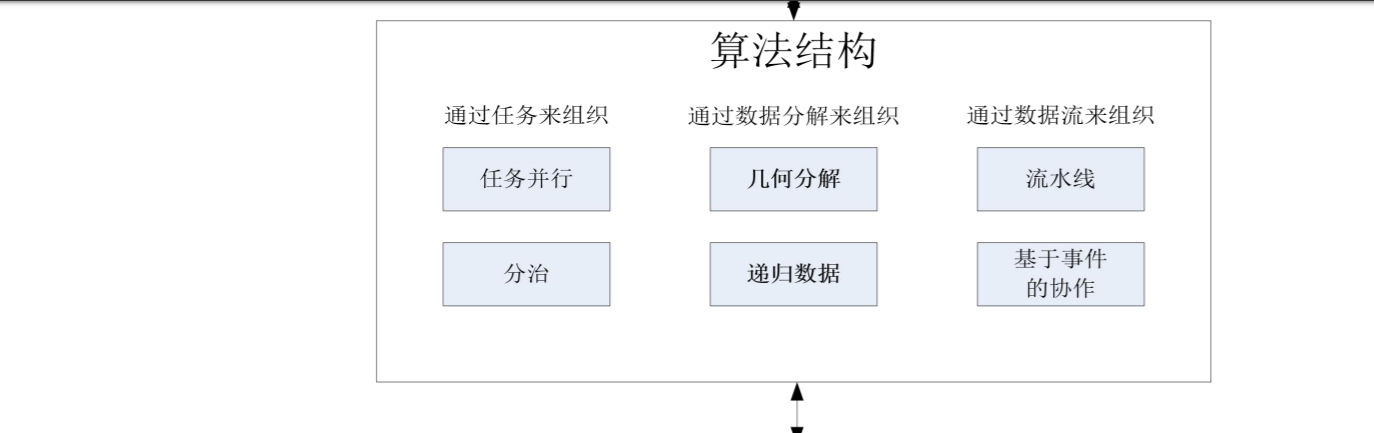 算法结构
通过任务来组织
通过数据分解来组织
通过数据流来组织
任务并行
几何分解
流水线
分治
递归数据
基于事件
的协作